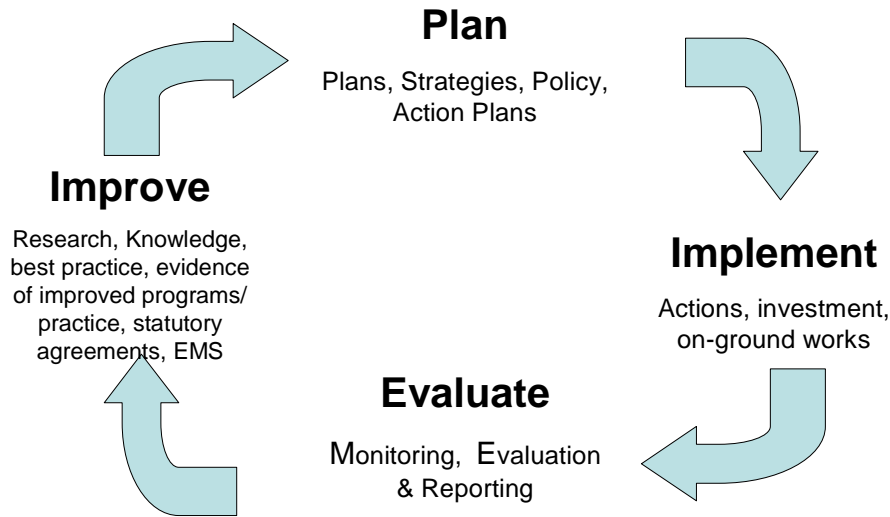 Plan
Plans, Strategies, Policy,
Action Plans
Implement
Actions, investment,
on-ground works
Evaluate
Monitoring, Evaluation
& Reporting
Improve
Research, Knowledge,
best practice, evidence
of improved programs/
practice, statutory
agreements, EMS